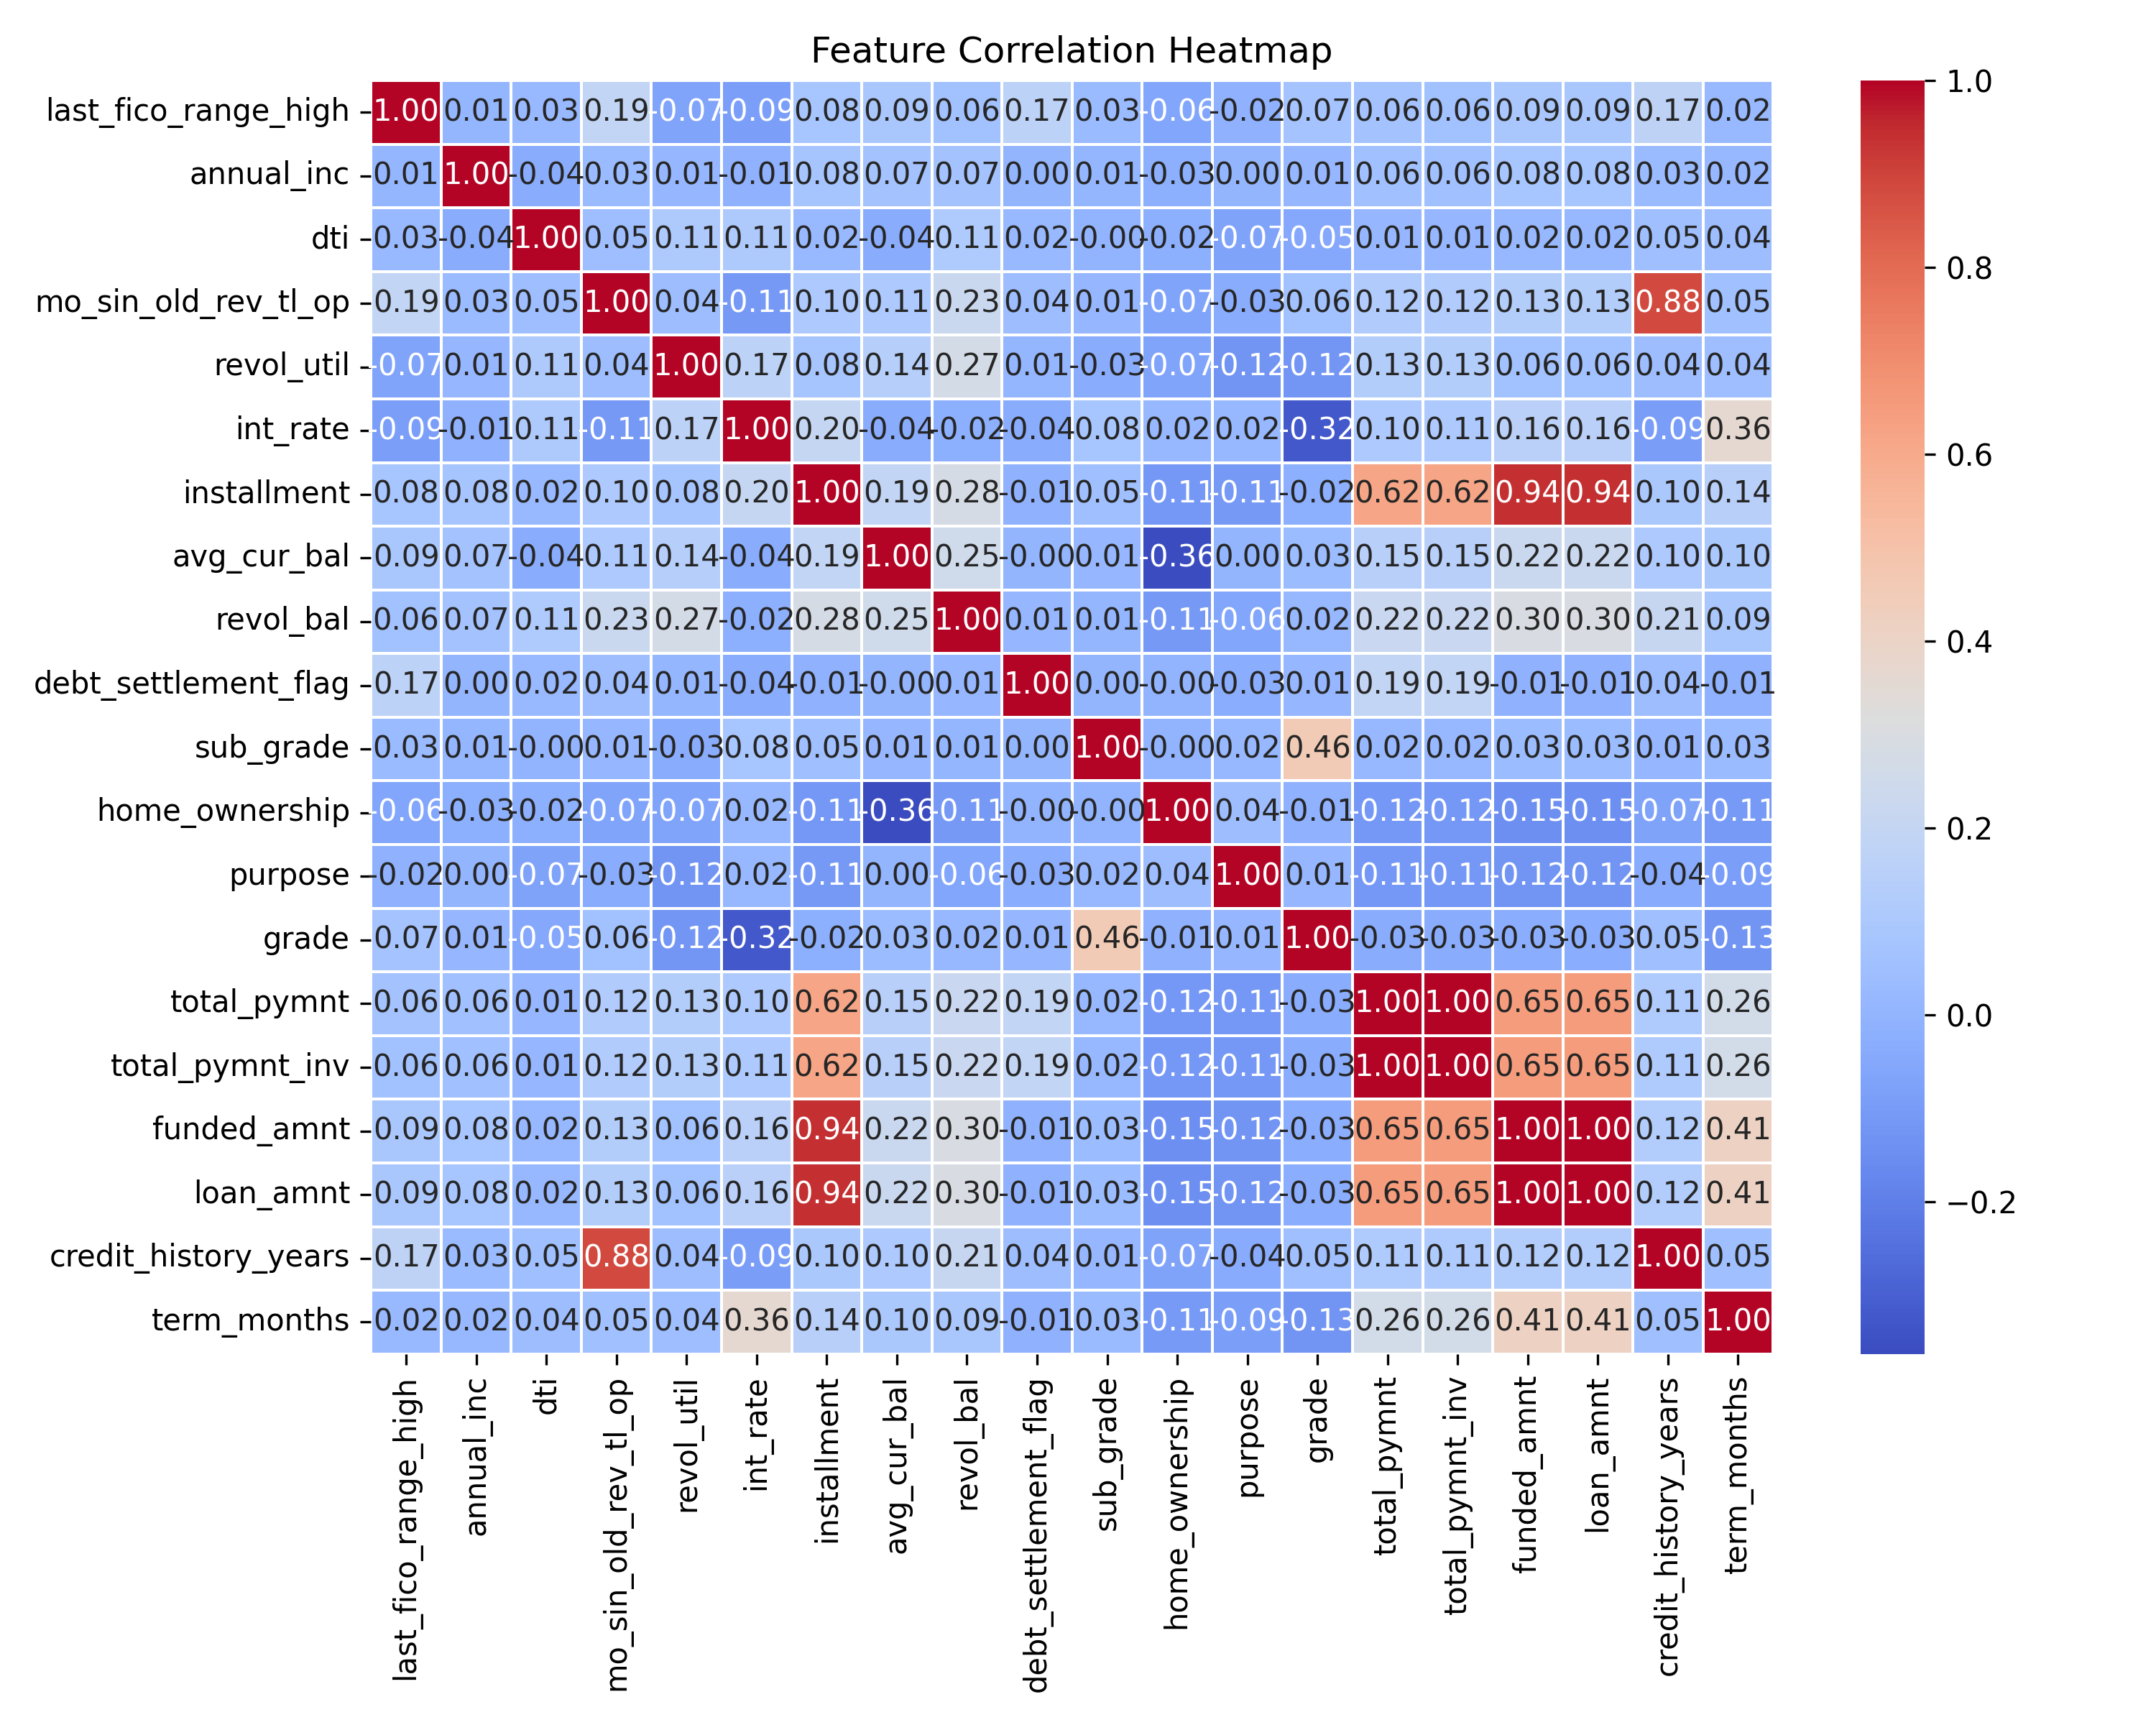 Feature Correlation Heatmap
last_fico_range_high 1.00 0.01 0.03 0.19 -0.07 -0.09 0.08 0.09 0.06 0.17 0.03 -0.06 -0.02 0.07 0.06 0.06 0.09 0.09 0.17 0.02
annual_inc 0.01 1.00 -0.04 0.03 0.01 -0.01 0.08 0.07 0.07 0.00 0.01 -0.03 0.00 0.01 0.06 0.06 0.08 0.08 0.03 0.02
dti 0.03 -0.04 1.00 0.05 0.11 0.11 0.02 -0.04 0.11 0.02 -0.00 -0.02 -0.07 -0.05 0.01 0.01 0.02 0.02 0.05 0.04
mo_sin_old_rev_tl_op 0.19 0.03 0.05 1.00 0.04 -0.11 0.10 0.11 0.23 0.04 0.01 -0.07 -0.03 0.06 0.12 0.12 0.13 0.13 0.88 0.05
revol_util -0.07 0.01 0.11 0.04 1.00 0.17 0.08 0.14 0.27 0.01 -0.03 -0.07 -0.12 -0.12 0.13 0.13 0.06 0.06 0.04 0.04
int_rate -0.09 -0.01 0.11 -0.11 0.17 1.00 0.20 -0.04 -0.02 -0.04 0.08 0.02 0.02 -0.32 0.10 0.11 0.16 0.16 -0.09 0.36
installment 0.08 0.08 0.02 0.10 0.08 0.20 1.00 0.19 0.28 -0.01 0.05 -0.11 -0.11 -0.02 0.62 0.62 0.94 0.94 0.10 0.14
avg_cur_bal 0.09 0.07 -0.04 0.11 0.14 -0.04 0.19 1.00 0.25 -0.00 0.01 -0.36 0.00 0.03 0.15 0.15 0.22 0.22 0.10 0.10
revol_bal 0.06 0.07 0.11 0.23 0.27 -0.02 0.28 0.25 1.00 0.01 0.01 -0.11 -0.06 0.02 0.22 0.22 0.30 0.30 0.21 0.09
debt_settlement_flag 0.17 0.00 0.02 0.04 0.01 -0.04 -0.01 -0.00 0.01 1.00 0.00 -0.00 -0.03 0.01 0.19 0.19 -0.01 -0.01 0.04 -0.01
sub_grade 0.03 0.01 -0.00 0.01 -0.03 0.08 0.05 0.01 0.01 0.00 1.00 -0.00 0.02 0.46 0.02 0.02 0.03 0.03 0.01 0.03
home_ownership -0.06 -0.03 -0.02 -0.07 -0.07 0.02 -0.11 -0.36 -0.11 -0.00 -0.00 1.00 0.04 -0.01 -0.12 -0.12 -0.15 -0.15 -0.07 -0.11
purpose -0.02 0.00 -0.07 -0.03 -0.12 0.02 -0.11 0.00 -0.06 -0.03 0.02 0.04 1.00 0.01 -0.11 -0.11 -0.12 -0.12 -0.04 -0.09
grade 0.07 0.01 -0.05 0.06 -0.12 -0.32 -0.02 0.03 0.02 0.01 0.46 -0.01 0.01 1.00 -0.03 -0.03 -0.03 -0.03 0.05 -0.13
total_pymnt 0.06 0.06 0.01 0.12 0.13 0.10 0.62 0.15 0.22 0.19 0.02 -0.12 -0.11 -0.03 1.00 1.00 0.65 0.65 0.11 0.26
total_pymnt_inv 0.06 0.06 0.01 0.12 0.13 0.11 0.62 0.15 0.22 0.19 0.02 -0.12 -0.11 -0.03 1.00 1.00 0.65 0.65 0.11 0.26
funded_amnt 0.09 0.08 0.02 0.13 0.06 0.16 0.94 0.22 0.30 -0.01 0.03 -0.15 -0.12 -0.03 0.65 0.65 1.00 1.00 0.12 0.41
loan_amnt 0.09 0.08 0.02 0.13 0.06 0.16 0.94 0.22 0.30 -0.01 0.03 -0.15 -0.12 -0.03 0.65 0.65 1.00 1.00 0.12 0.41
credit_history_years 0.17 0.03 0.05 0.88 0.04 -0.09 0.10 0.10 0.21 0.04 0.01 -0.07 -0.04 0.05 0.11 0.11 0.12 0.12 1.00 0.05
term_months 0.02 0.02 0.04 0.05 0.04 0.36 0.14 0.10 0.09 -0.01 0.03 -0.11 -0.09 -0.13 0.26 0.26 0.41 0.41 0.05 1.00
last_fico_range_high
annual_inc
dti
mo_sin_old_rev_tl_op
revol_util
int_rate
installment
avg_cur_bal
revol_bal
debt_settlement_flag
sub_grade
home_ownership
purpose
grade
total_pymnt
total_pymnt_inv
funded_amnt
loan_amnt
credit_history_years
term_months
1.0
0.8
0.6
0.4
0.2
0.0
−0.2